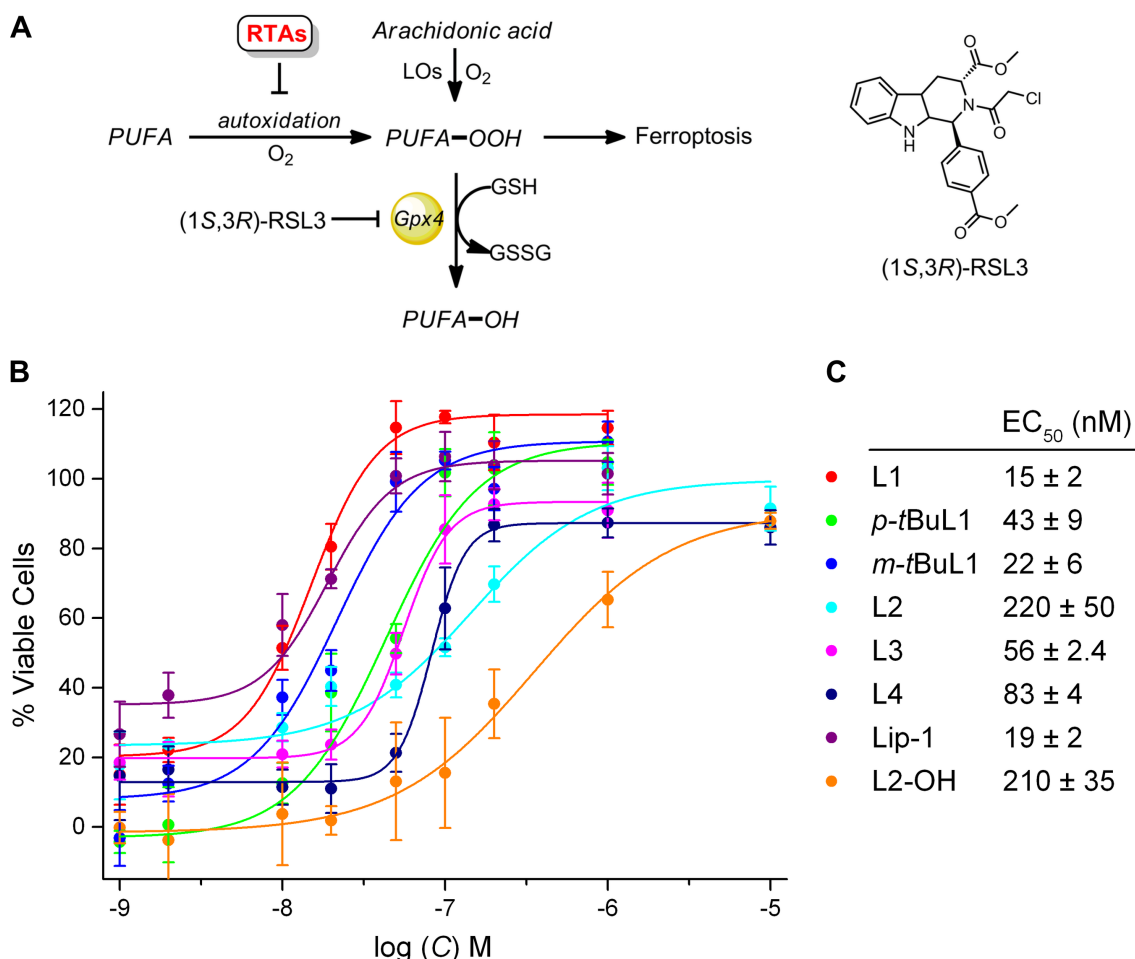 A
RTAs
Arachidonic acid
LOs O₂
PUFA autoxidation PUFA–OOH Ferroptosis
O₂
(1S,3R)-RSL3 Gpx4 GSH
GSSG
PUFA–OH
O
O
N
Cl
O
N
H
O
O
(1S,3R)-RSL3
B
% Viable Cells
120
100
80
60
40
20
0
-9 -8 -7 -6 -5
log (C) M
C
EC₅₀ (nM)
L1 15 ± 2
p-tBuL1 43 ± 9
m-tBuL1 22 ± 6
L2 220 ± 50
L3 56 ± 2.4
L4 83 ± 4
Lip-1 19 ± 2
L2-OH 210 ± 35